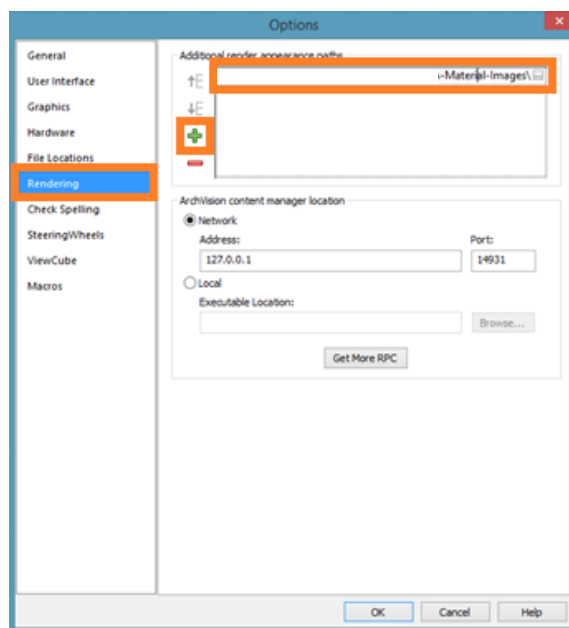 Options
General
User Interface
Graphics
Hardware
File Locations
Rendering
Check Spelling
SteeringWheels
ViewCube
Macros
Additional render appearance paths
-Material-Images\
ArchVision content manager location
Network
Address:
Port:
127.0.0.1
14931
Local
Executable Location:
Browse...
Get More RPC
OK
Cancel
Help